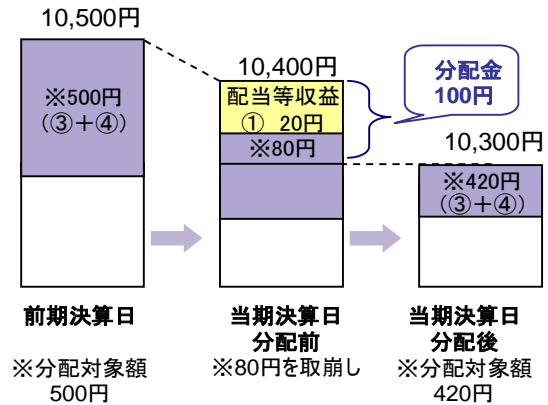 10,500円
※500円
（③＋④）
10,400円
配当等収益
① 20円
※80円
分配金
100円
10,300円
※420円
（③＋④）
前期決算日
※分配対象額
500円
当期決算日
分配前
※80円を取崩し
当期決算日
分配後
※分配対象額
420円